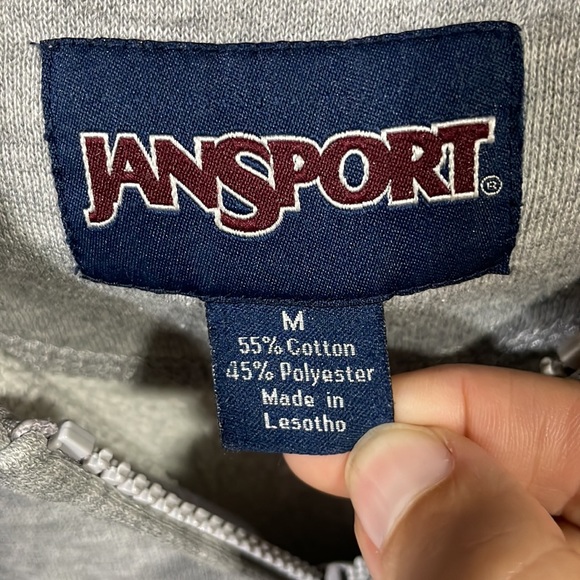 JANSPORT®
M
55% Cotton
45% Polyester
Made in
Lesotho